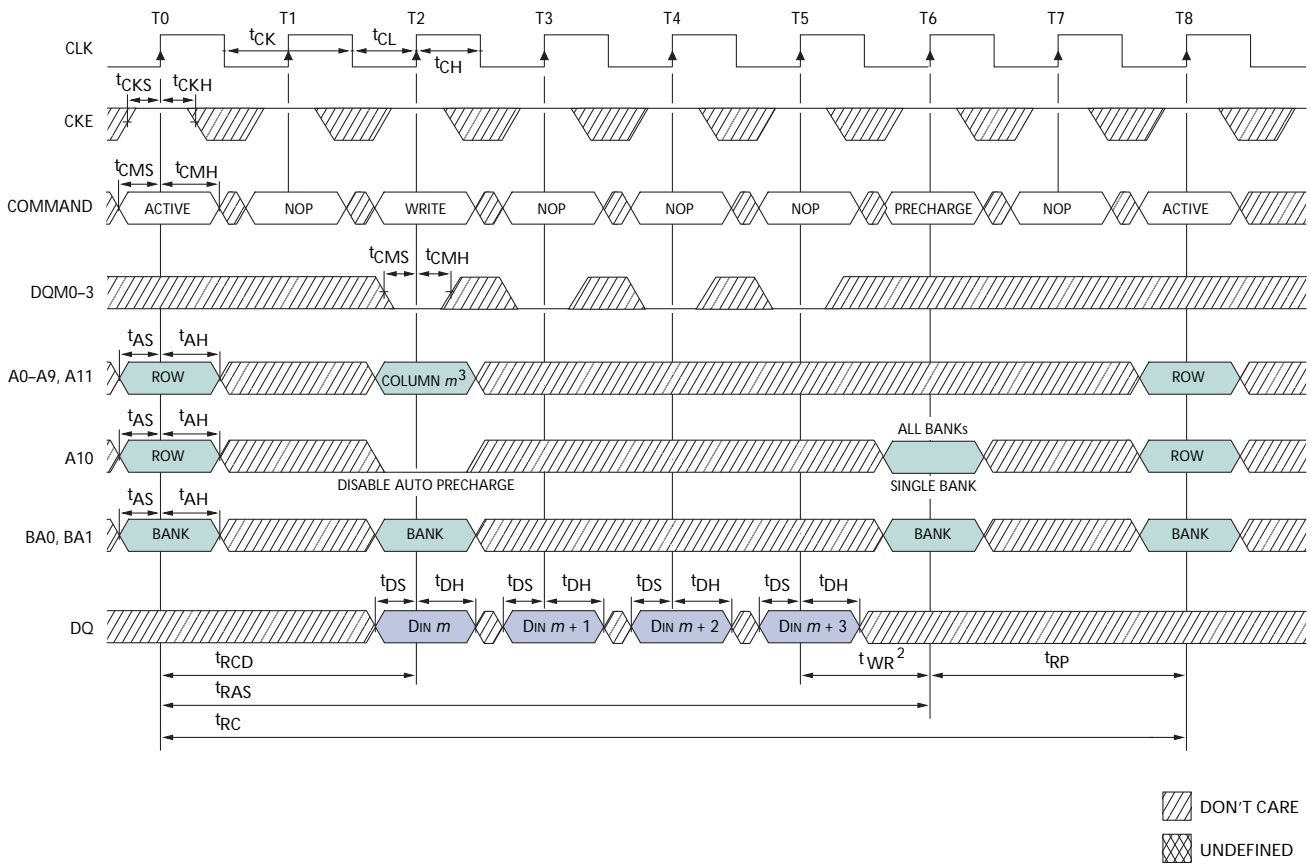 T0 T1 T2 T3 T4 T5 T6 T7 T8
CLK
tCK tCL
tCH
tCKS tCKH
CKE
tCMS tCMH
COMMAND ACTIVE NOP WRITE NOP NOP NOP PRECHARGE NOP ACTIVE
tCMS tCMH
DQM0-3
tAS tAH
A0-A9, A11 ROW COLUMN m3 ROW
tAS tAH ALL BANKs
A10 ROW ROW
DISABLE AUTO PRECHARGE SINGLE BANK
tAS tAH
BA0, BA1 BANK BANK BANK BANK
tDS tDH tDS tDH tDS tDH tDS tDH
DQ DIN m DIN m + 1 DIN m + 2 DIN m + 3
tRCD tWR2 tRP
tRAS
tRC
DON'T CARE
UNDEFINED